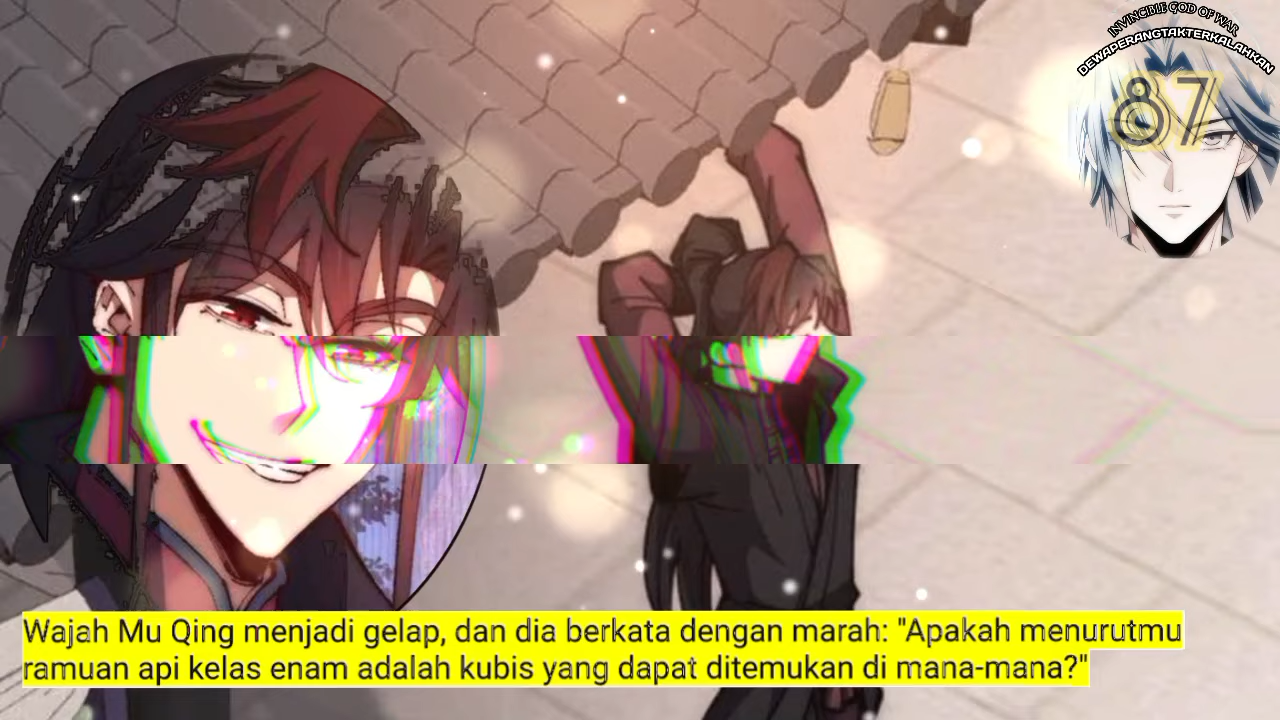 INVINCIBLE GOD OF WAR
DEWAPERANGTAKTERKALAHKAN
87
Wajah Mu Qing menjadi gelap, dan dia berkata dengan marah: "Apakah menurutmu
ramuan api kelas enam adalah kubis yang dapat ditemukan di mana-mana?"